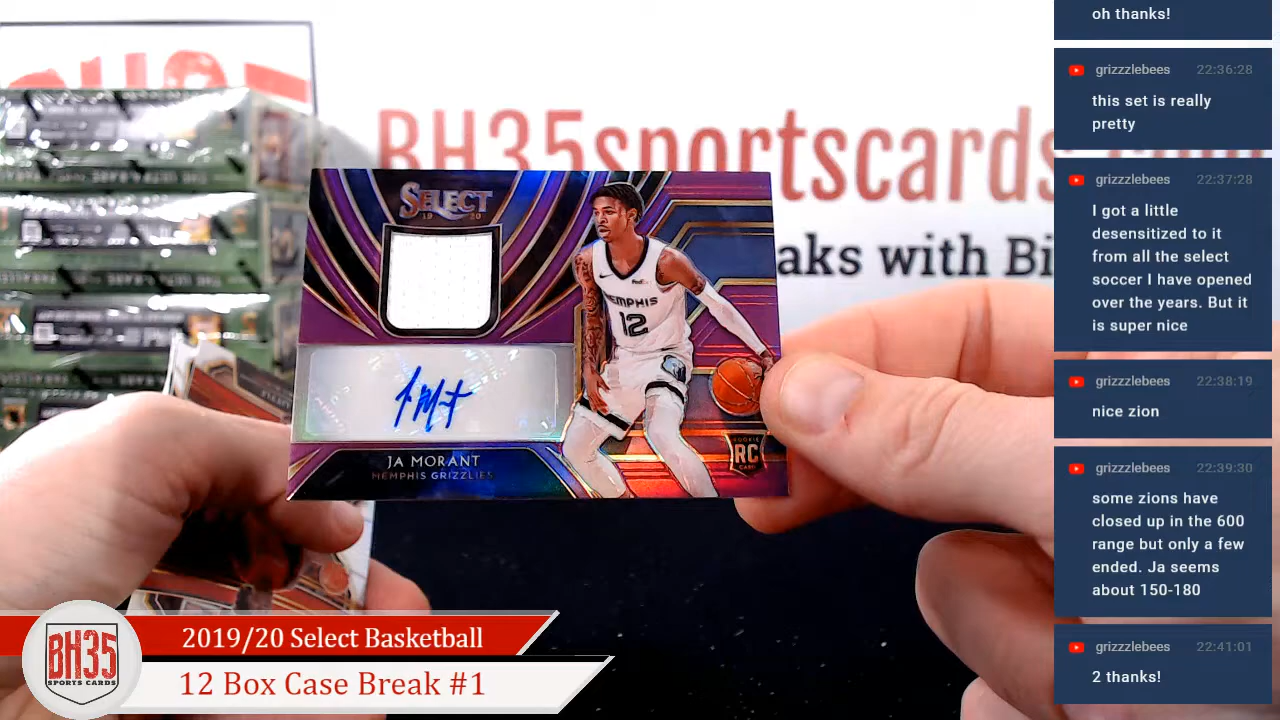 BH35sportscards
aks with Bi
SELECT
19 20
MEMPHIS
12
JA MORANT
MEMPHIS GRIZZLIES
ROOKIE
RC
CARD
BH35
SPORTS CARDS
2019/20 Select Basketball
12 Box Case Break #1
oh thanks!
grizzzlebees 22:36:28
this set is really
pretty
grizzzlebees 22:37:28
I got a little
desensitized to it
from all the select
soccer I have opened
over the years. But it
is super nice
grizzzlebees 22:38:19
nice zion
grizzzlebees 22:39:30
some zions have
closed up in the 600
range but only a few
ended. Ja seems
about 150-180
grizzzlebees 22:41:01
2 thanks!